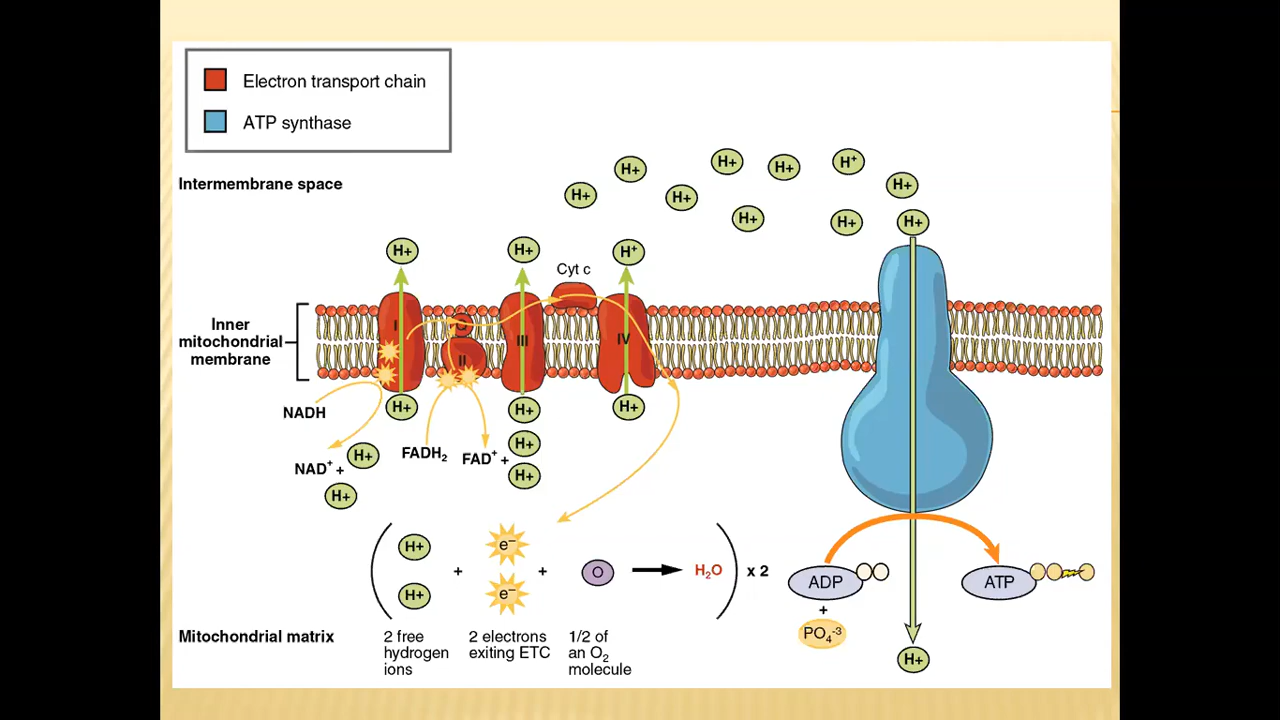 Electron transport chain
ATP synthase
Intermembrane space
H+ H+ H+ H+ H+ H⁺ H+
H+ H+ H+
H+ H+ H⁺
Cyt c
Inner
mitochondrial
membrane
I
Q
II
III
IV
NADH
H+ H+ H+
H+
H+
FADH₂
FAD⁺ +
NAD⁺ + H+
H+
H+
H+
+
e⁻
e⁻
+
O
H₂O
x 2
2 free
hydrogen
ions
2 electrons
exiting ETC
1/2 of
an O₂
molecule
Mitochondrial matrix
ADP
+
PO₄⁻³
ATP
H+